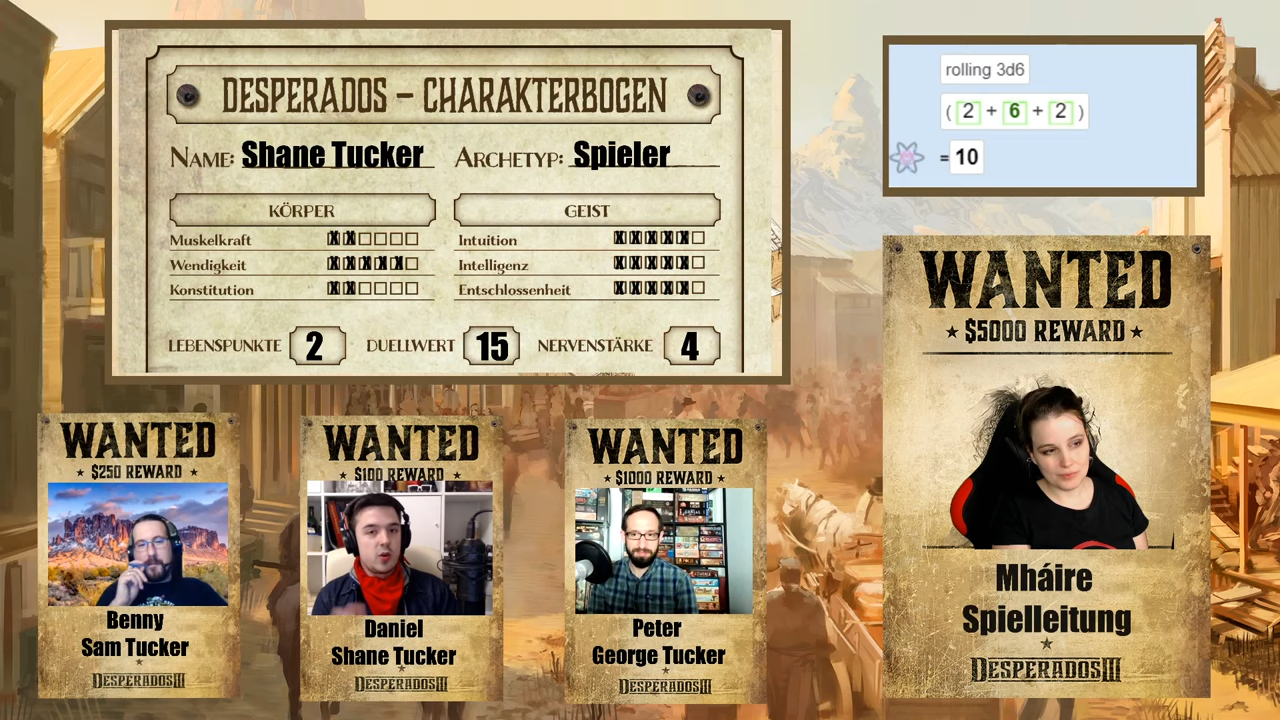 DESPERADOS – CHARAKTERBOGEN
NAME: Shane Tucker ARCHETYP: Spieler
KÖRPER GEIST
Muskelkraft X X Intuition X X X X X
Wendigkeit X X X X X Intelligenz X X X X X
Konstitution X X Entschlossenheit X X X X X
LEBENSPUNKTE 2 DUELLWERT 15 NERVENSTÄRKE 4
rolling 3d6
( 2 + 6 + 2 )
= 10
WANTED
$5000 REWARD
Mháire
Spielleitung
DESPERADOS III
WANTED
$250 REWARD
Benny
Sam Tucker
DESPERADOS III
WANTED
$100 REWARD
Daniel
Shane Tucker
DESPERADOS III
WANTED
$1000 REWARD
Peter
George Tucker
DESPERADOS III